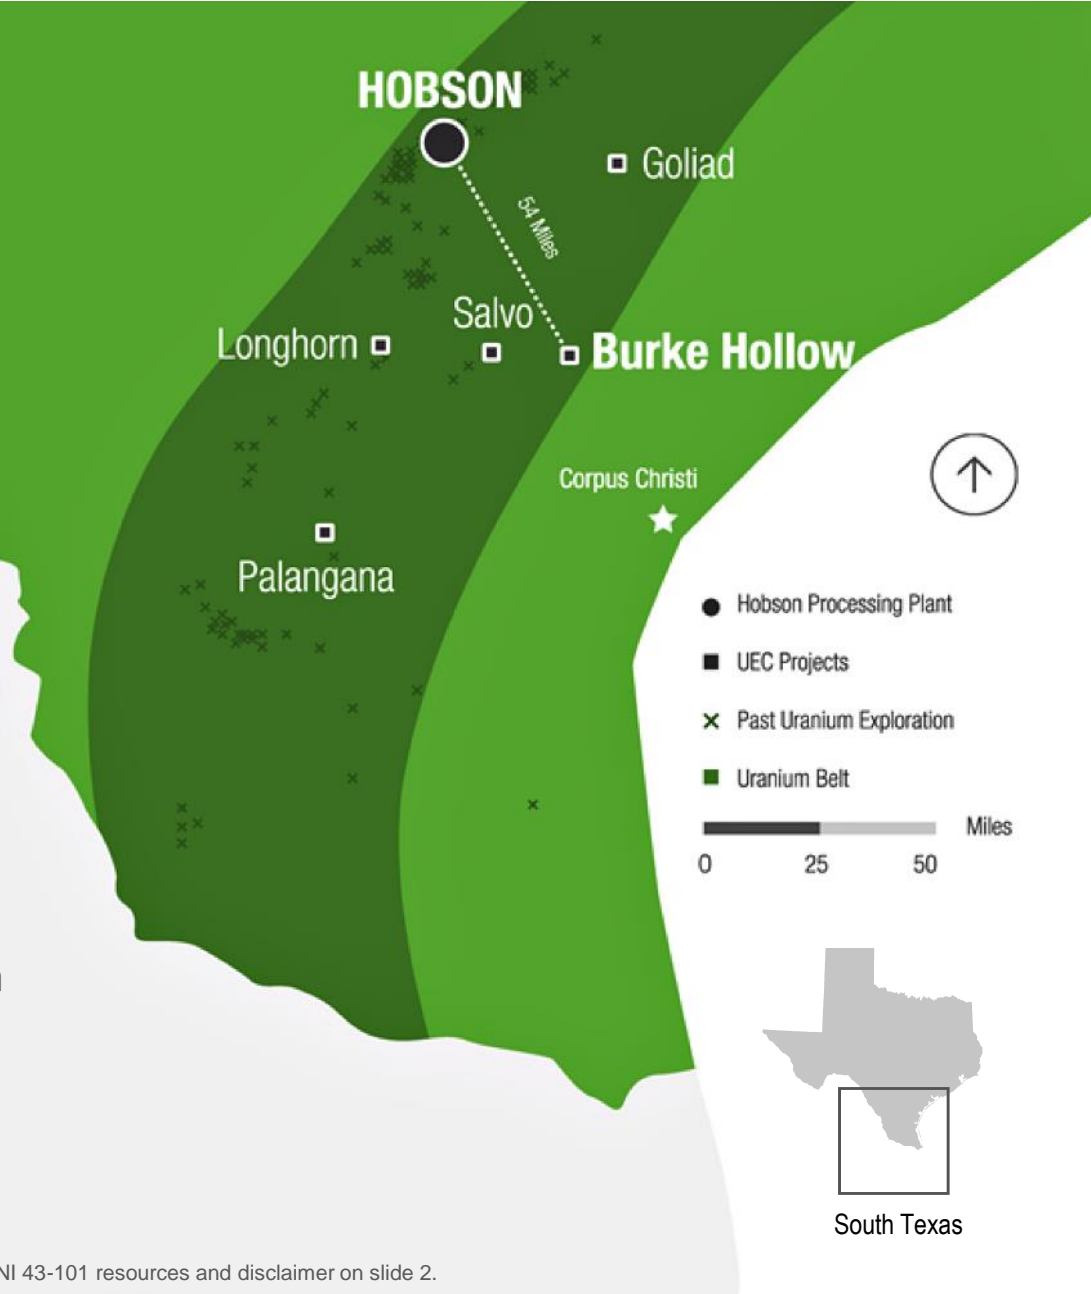 HOBSON
Goliad
54 Miles
Salvo
Longhorn
Burke Hollow
Corpus Christi
Palangana
Hobson Processing Plant
UEC Projects
Past Uranium Exploration
Uranium Belt
Miles
0 25 50
South Texas
NI 43-101 resources and disclaimer on slide 2.